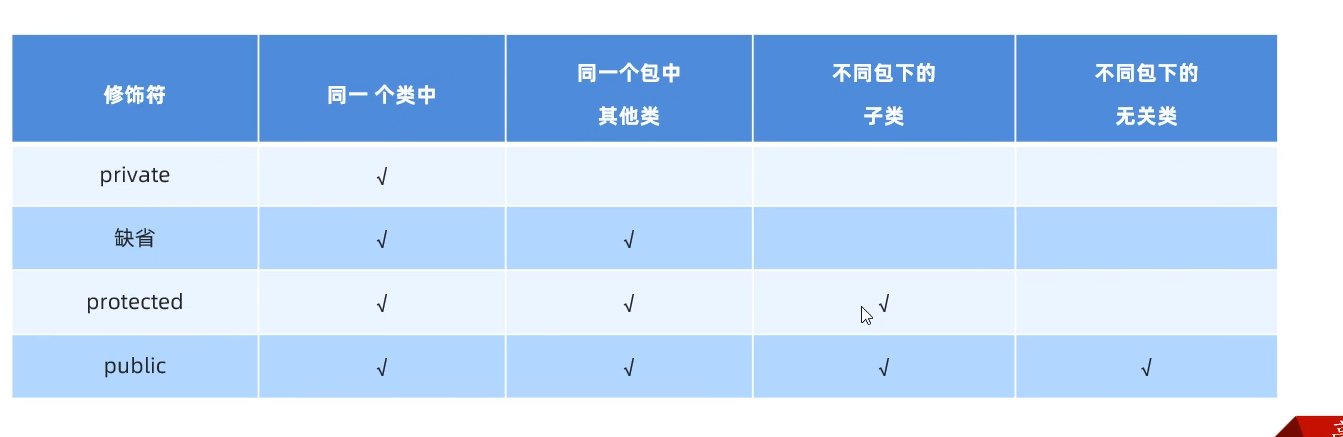 修饰符
同一 个类中
同一个包中
其他类
不同包下的
子类
不同包下的
无关类
private √
缺省 √ √
protected √ √ √
public √ √ √ √